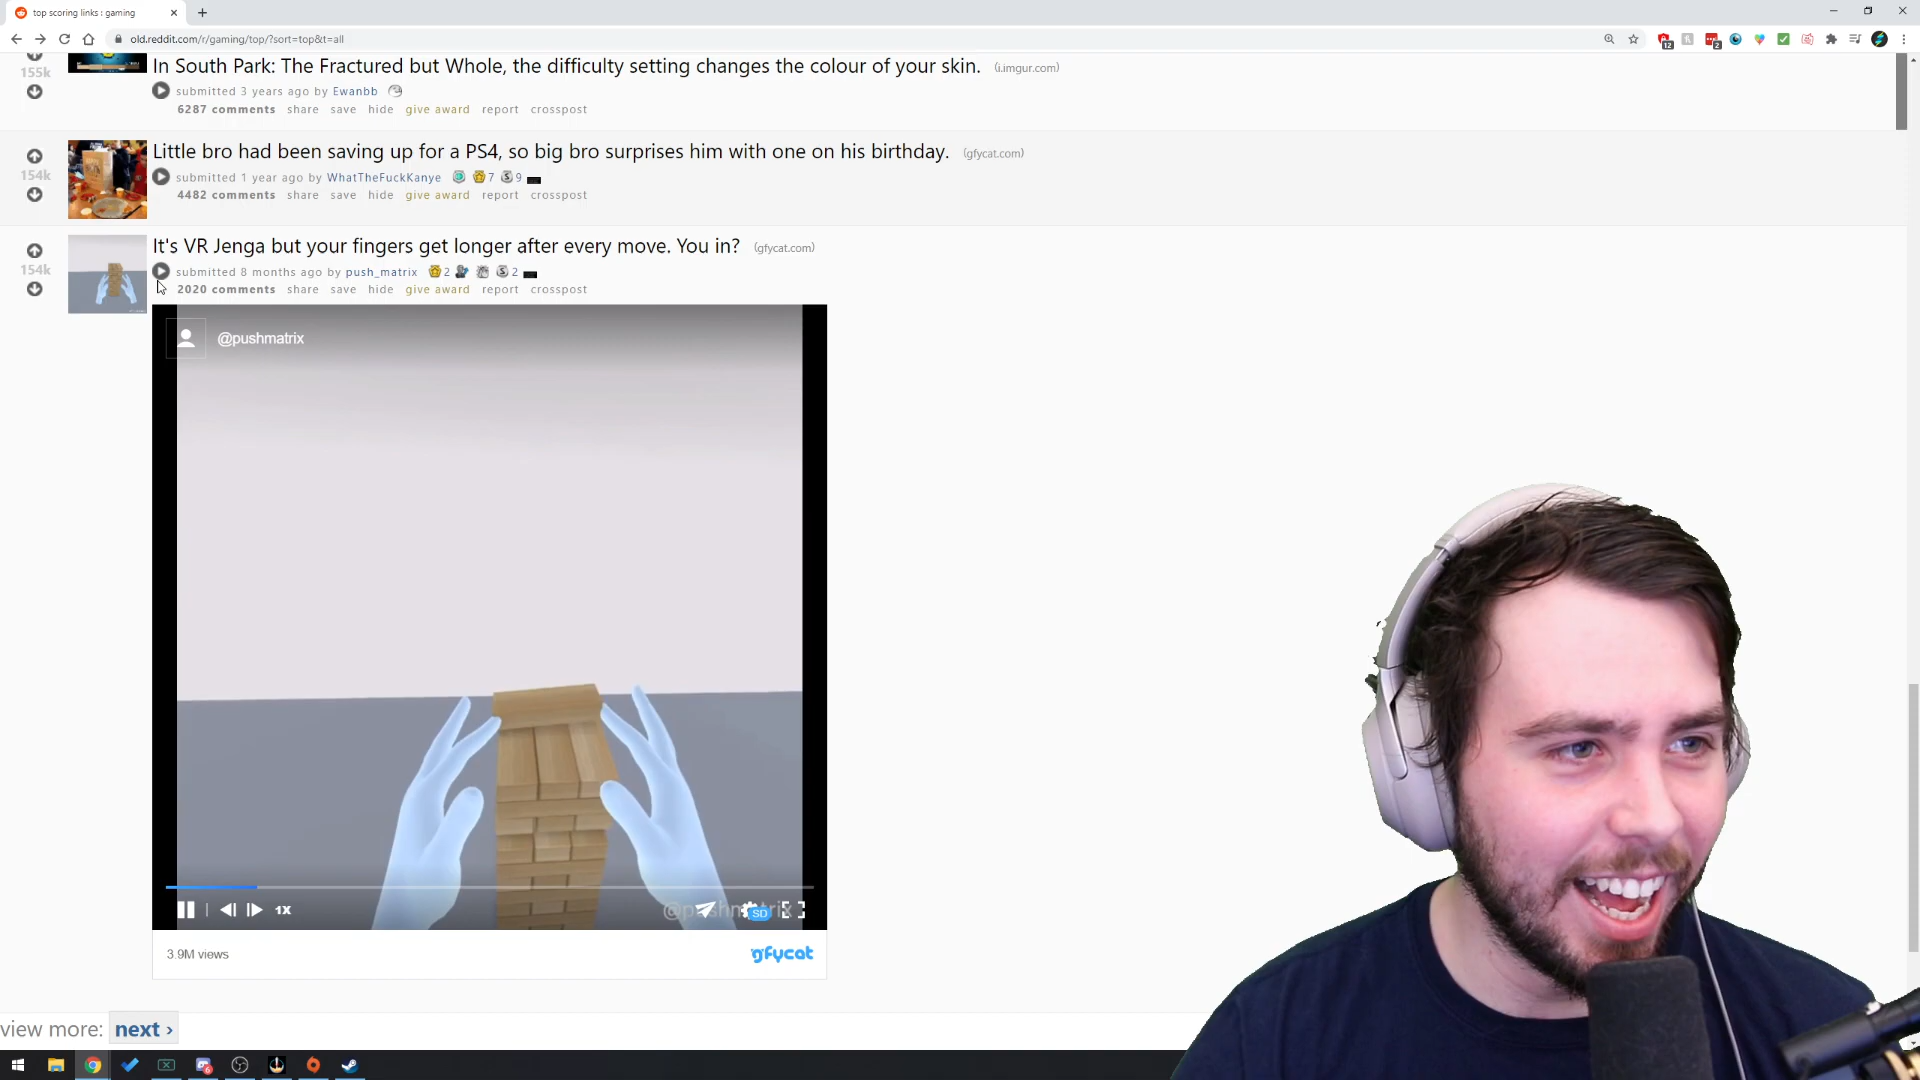 top scoring links : gaming
old.reddit.com/r/gaming/top/?sort=top&t=all
12
2
155k
In South Park: The Fractured but Whole, the difficulty setting changes the colour of your skin. (i.imgur.com)
submitted 3 years ago by Ewanbb
6287 comments share save hide give award report crosspost
154k
Little bro had been saving up for a PS4, so big bro surprises him with one on his birthday. (gfycat.com)
submitted 1 year ago by WhatTheFuckKanye 7 9
4482 comments share save hide give award report crosspost
154k
It's VR Jenga but your fingers get longer after every move. You in? (gfycat.com)
submitted 8 months ago by push_matrix 2 2
2020 comments share save hide give award report crosspost
@pushmatrix
1X
@pushmatrix
SD
3.9M views
gfycat
view more: next ›